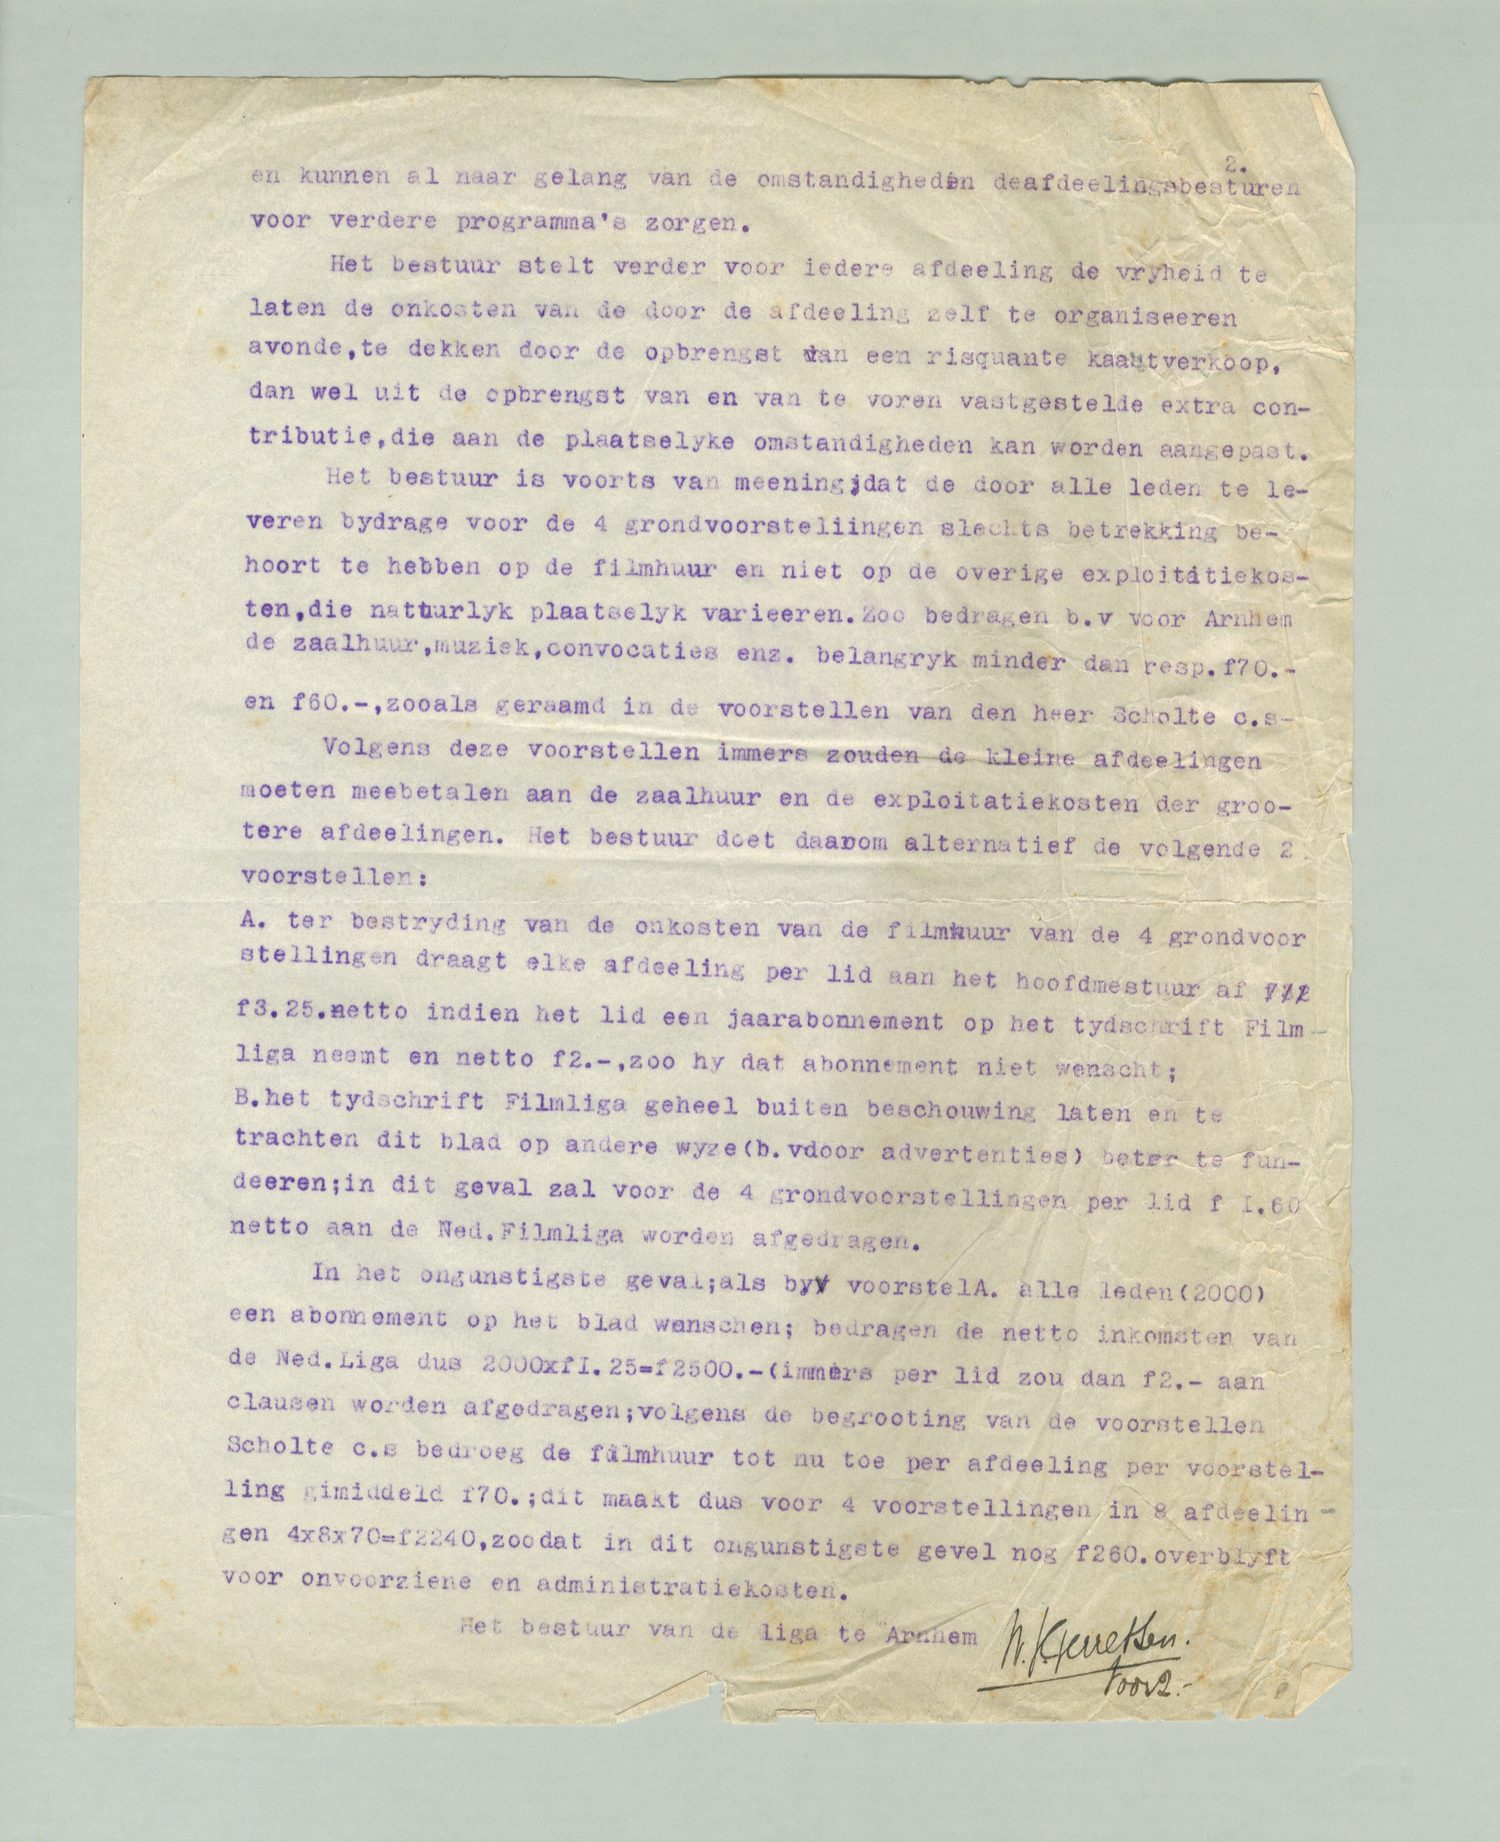 2.
en kunnen al naar gelang van de omstandigheden deafdeelingsbesturen
voor verdere programma's zorgen.
Het bestuur stelt verder voor iedere afdeeling de vryheid te
laten de onkosten van de door de afdeeling zelf te organiseeren
avonde,te dekken door de opbrengst van een risquante kaartverkoop,
dan wel uit de opbrengst van en van te voren vastgestelde extra con-
tributie,die aan de plaatselyke omstandigheden kan worden aangepast.
Het bestuur is voorts van meening;dat de door alle leden te le-
veren bydrage voor de 4 grondvoorsteliingen slechts betrekking be-
hoort te hebben op de filmhuur en niet op de overige exploitatiekos-
ten,die natuurlyk plaatselyk varieeren.Zoo bedragen b.v voor Arnhem
de zaalhuur,muziek,convocaties enz. belangryk minder dan resp.f70.-
en f60.-,zooals geraamd in de voorstellen van den heer Scholte c.s-
Volgens deze voorstellen immers zouden de kleine afdeelingen
moeten meebetalen aan de zaalhuur en de exploitatiekosten der groo-
tere afdeelingen. Het bestuur doet daarom alternatief de volgende 2
voorstellen:
A. ter bestryding van de onkosten van de filmhuur van de 4 grondvoor
stellingen draagt elke afdeeling per lid aan het hoofdmestuur af
f3.25.netto indien het lid een jaarabonnement op het tydschrift Film-
liga neemt en netto f2.-,zoo hy dat abonnement niet wenscht;
B.het tydschrift Filmliga geheel buiten beschouwing laten en te
trachten dit blad op andere wyze(b.vdoor advertenties) beter te fun-
deeren;in dit geval zal voor de 4 grondvoorstellingen per lid f I.60
netto aan de Ned.Filmliga worden afgedragen.
In het ongunstigste geval;als by voorstelA. alle leden(2000)
een abonnement op het blad wenschen; bedragen de netto inkomsten van
de Ned.Liga dus 2000xfI.25=f2500.-(immers per lid zou dan f2.- aan
clausen worden afgedragen;volgens de begrooting van de voorstellen
Scholte c.s bedroeg de filmhuur tot nu toe per afdeeling per voorstel-
ling gimiddeld f70.;dit maakt dus voor 4 voorstellingen in 8 afdeelin-
gen 4x8x70=f2240,zoodat in dit ongunstigste gevel nog f260.overblyft
voor onvoorziene en administratiekosten.
Het bestuur van de liga te Arnhem
voorz.-